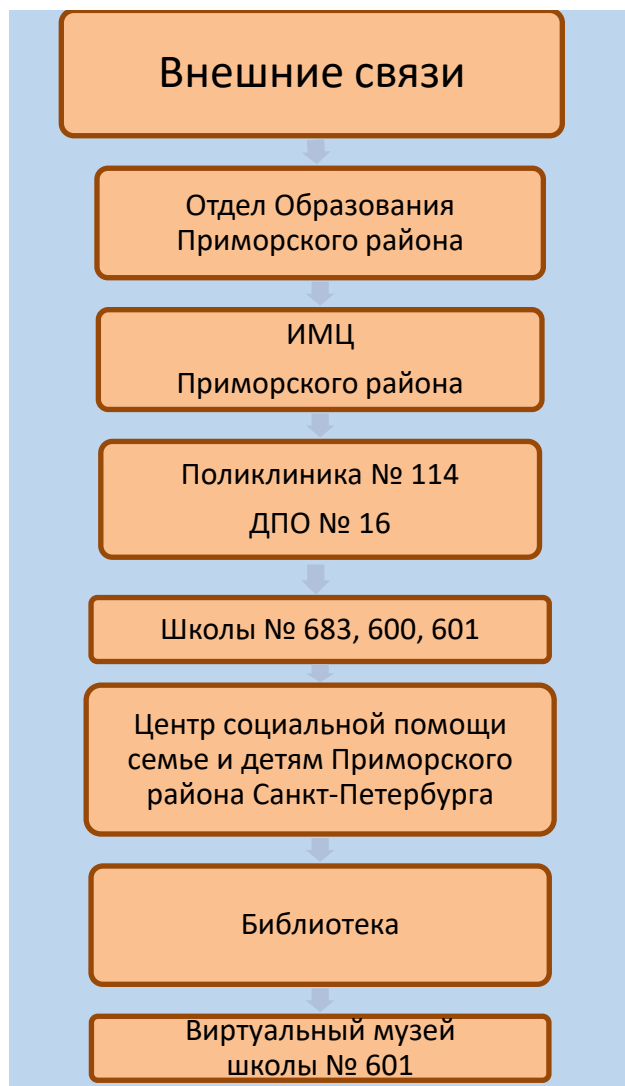 Внешние связи
Отдел Образования
Приморского района
ИМЦ
Приморского района
Поликлиника № 114
ДПО № 16
Школы № 683, 600, 601
Центр социальной помощи
семье и детям Приморского
района Санкт-Петербурга
Библиотека
Виртуальный музей
школы № 601